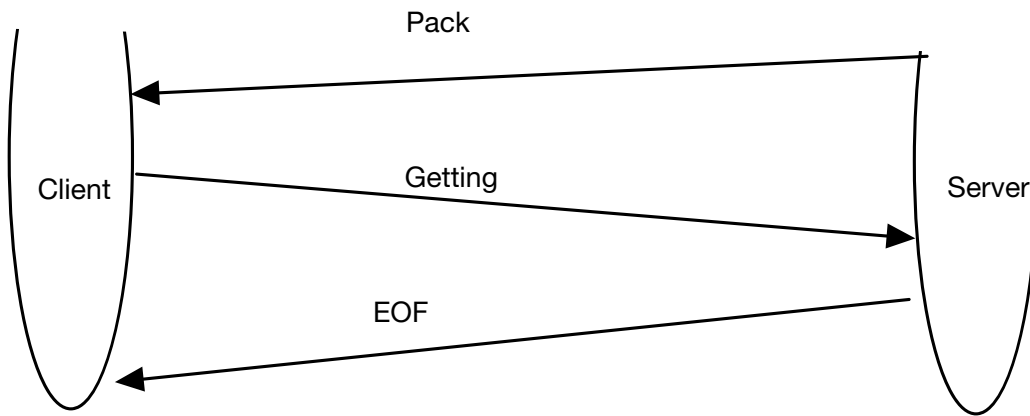 Pack
Getting
Client
Server
EOF